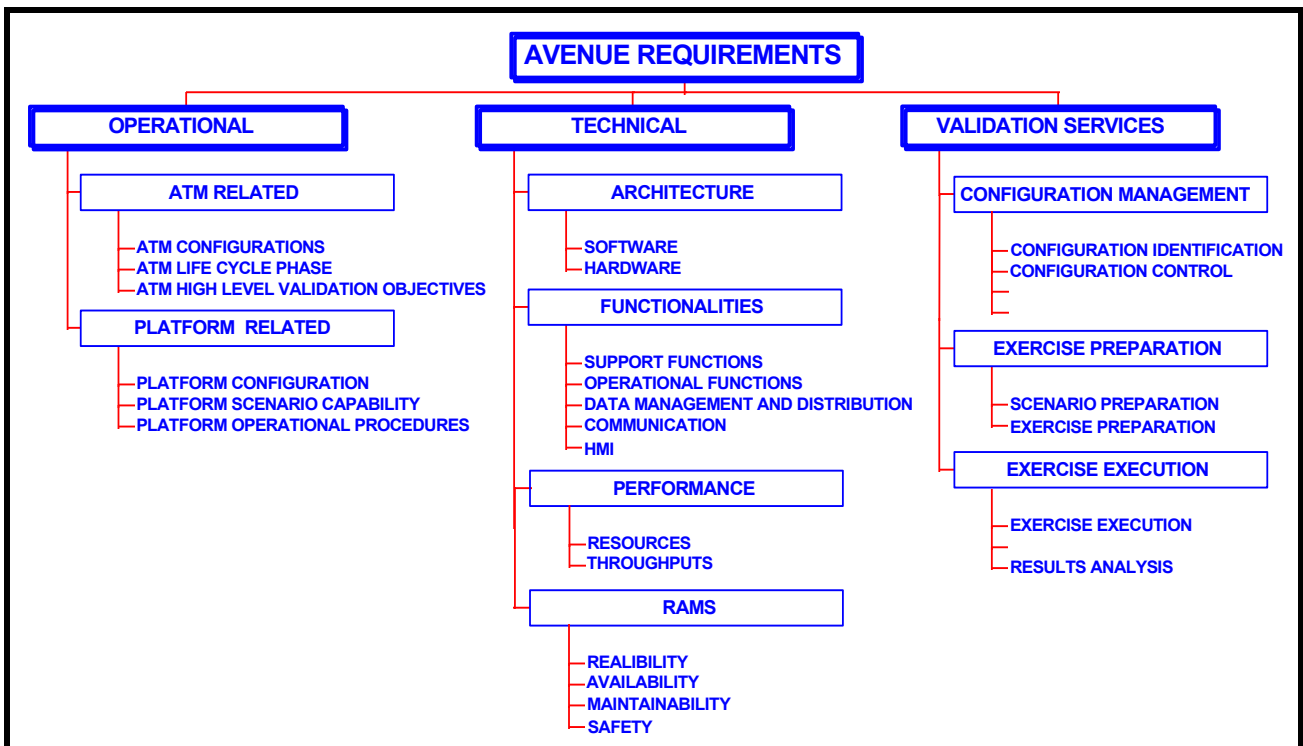 AVENUE REQUIREMENTS
OPERATIONAL
ATM RELATED
ATM CONFIGURATIONS
ATM LIFE CYCLE PHASE
ATM HIGH LEVEL VALIDATION OBJECTIVES
PLATFORM RELATED
PLATFORM CONFIGURATION
PLATFORM SCENARIO CAPABILITY
PLATFORM OPERATIONAL PROCEDURES
TECHNICAL
ARCHITECTURE
SOFTWARE
HARDWARE
FUNCTIONALITIES
SUPPORT FUNCTIONS
OPERATIONAL FUNCTIONS
DATA MANAGEMENT AND DISTRIBUTION
COMMUNICATION
HMI
PERFORMANCE
RESOURCES
THROUGHPUTS
RAMS
REALIBILITY
AVAILABILITY
MAINTAINABILITY
SAFETY
VALIDATION SERVICES
CONFIGURATION MANAGEMENT
CONFIGURATION IDENTIFICATION
CONFIGURATION CONTROL
EXERCISE PREPARATION
SCENARIO PREPARATION
EXERCISE PREPARATION
EXERCISE EXECUTION
EXERCISE EXECUTION
RESULTS ANALYSIS